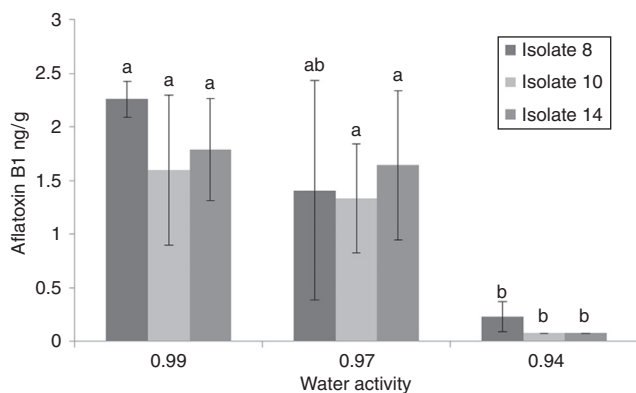 3
2.5
2
1.5
1
0.5
0
Aflatoxin B1 ng/g
a
a
a
ab
a
a
b
b
b
Isolate 8
Isolate 10
Isolate 14
0.99
0.97
0.94
Water activity